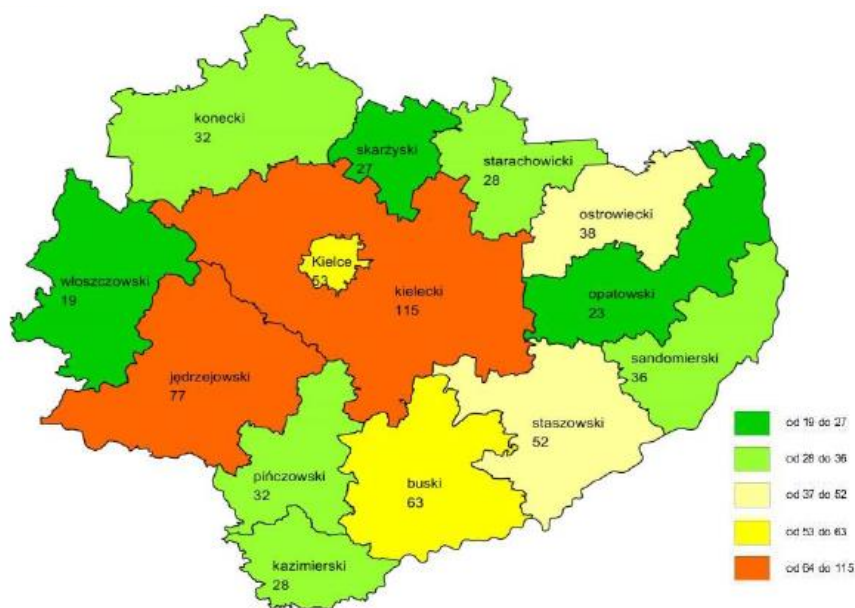 konecki
32
skarżyski
27
starachowicki
28
ostrowiecki
38
Kielce
53
włoszczowski
19
kielecki
115
opatowski
23
sandomierski
36
jędrzejowski
77
staszowski
52
pińczowski
32
buski
63
kazimierski
28
od 19 do 27
od 28 do 36
od 37 do 52
od 53 do 63
od 64 do 115